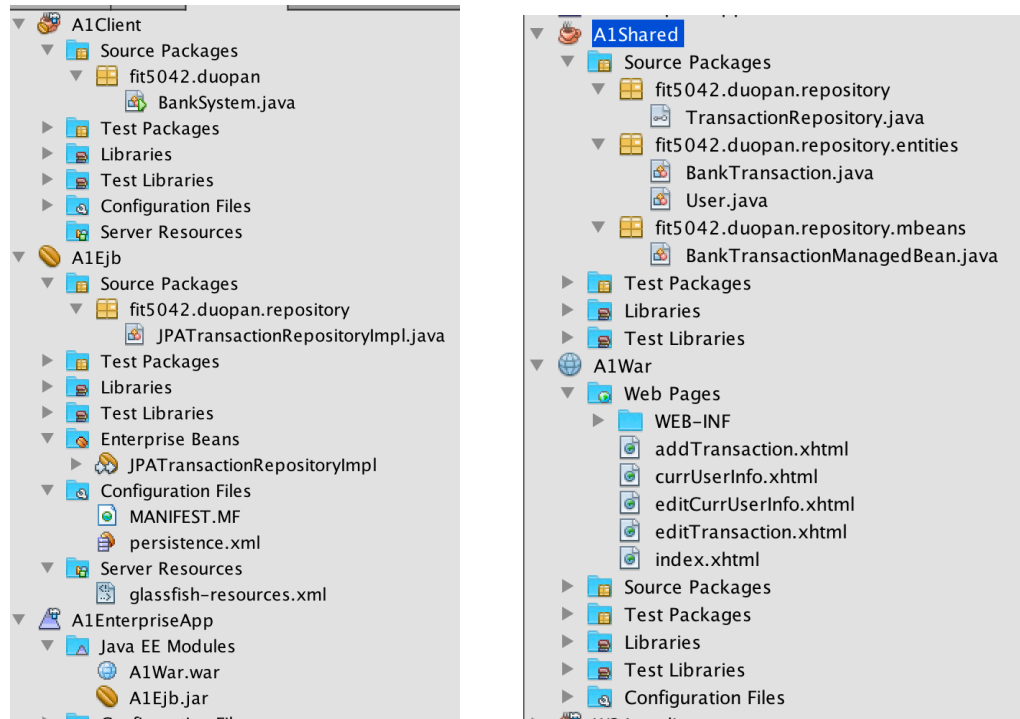 A1Client
Source Packages
fit5042.duopan
BankSystem.java
Test Packages
Libraries
Test Libraries
Configuration Files
Server Resources
A1Ejb
Source Packages
fit5042.duopan.repository
JPATransactionRepositoryImpl.java
Test Packages
Libraries
Test Libraries
Enterprise Beans
JPATransactionRepositoryImpl
Configuration Files
MANIFEST.MF
persistence.xml
Server Resources
glassfish-resources.xml
A1EnterpriseApp
Java EE Modules
A1War.war
A1Ejb.jar
A1Shared
Source Packages
fit5042.duopan.repository
TransactionRepository.java
fit5042.duopan.repository.entities
BankTransaction.java
User.java
fit5042.duopan.repository.mbeans
BankTransactionManagedBean.java
Test Packages
Libraries
Test Libraries
A1War
Web Pages
WEB-INF
addTransaction.xhtml
currUserInfo.xhtml
editCurrUserInfo.xhtml
editTransaction.xhtml
index.xhtml
Source Packages
Test Packages
Libraries
Test Libraries
Configuration Files